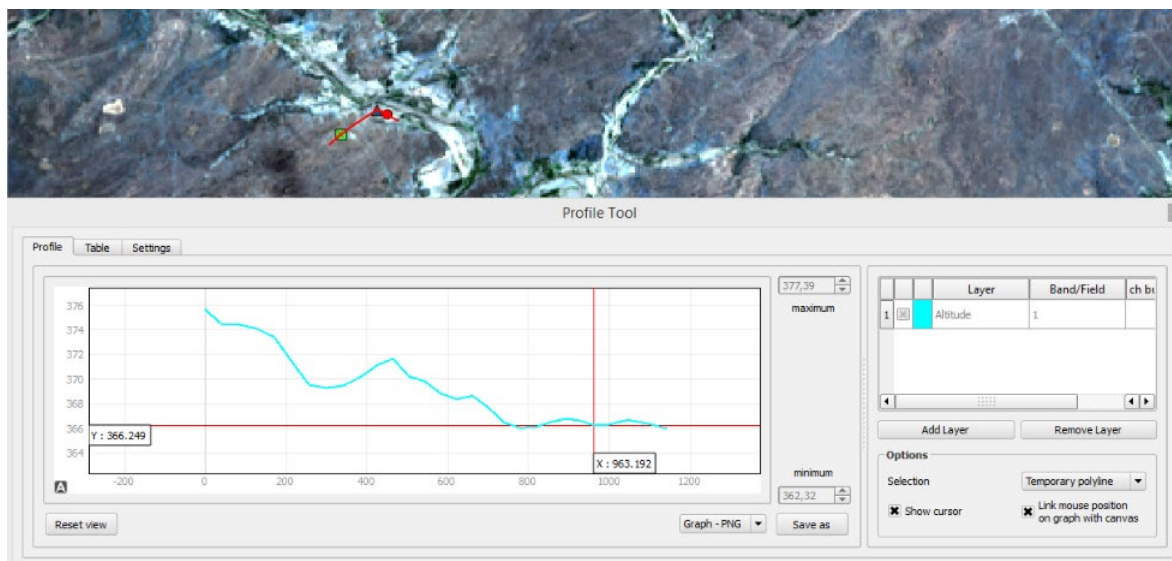 Profile Tool
Profile Table Settings
376
374
372
370
368
366
364
Y : 366.249
X : 963.192
-200 0 200 400 600 800 1000 1200
A
377,39
maximum
minimum
362,32
Reset view
Graph - PNG
Save as
Layer Band/Field ch bu
1 Altitude 1
Add Layer Remove Layer
Options
Selection Temporary polyline
Show cursor
Link mouse position
on graph with canvas